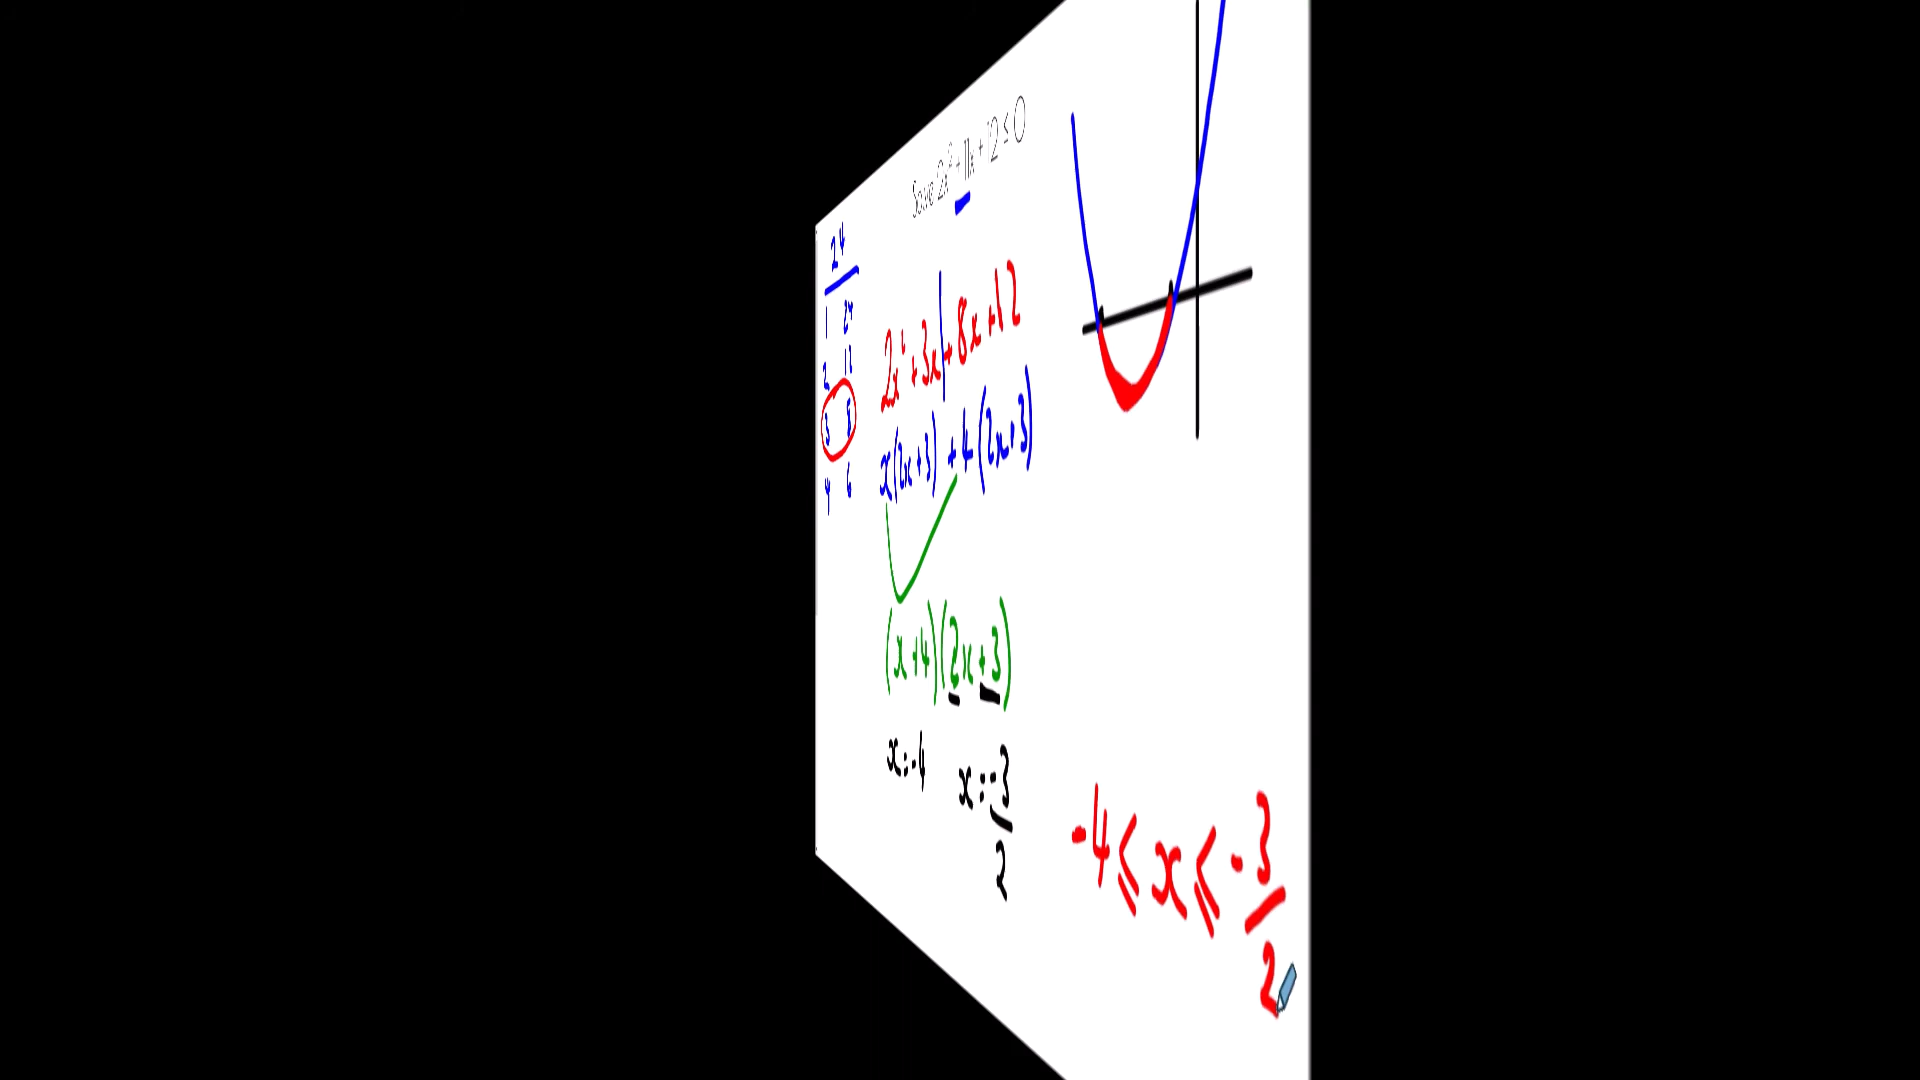 Solve 2x² + 11x + 12 ≤ 0
24
1 24
2 12
3 8
4 6
2x² + 3x + 8x + 12
x(2x+3) + 4(2x+3)
(x+4)(2x+3)
x = -4 x = -3/2
-4 ≤ x ≤ -3/2